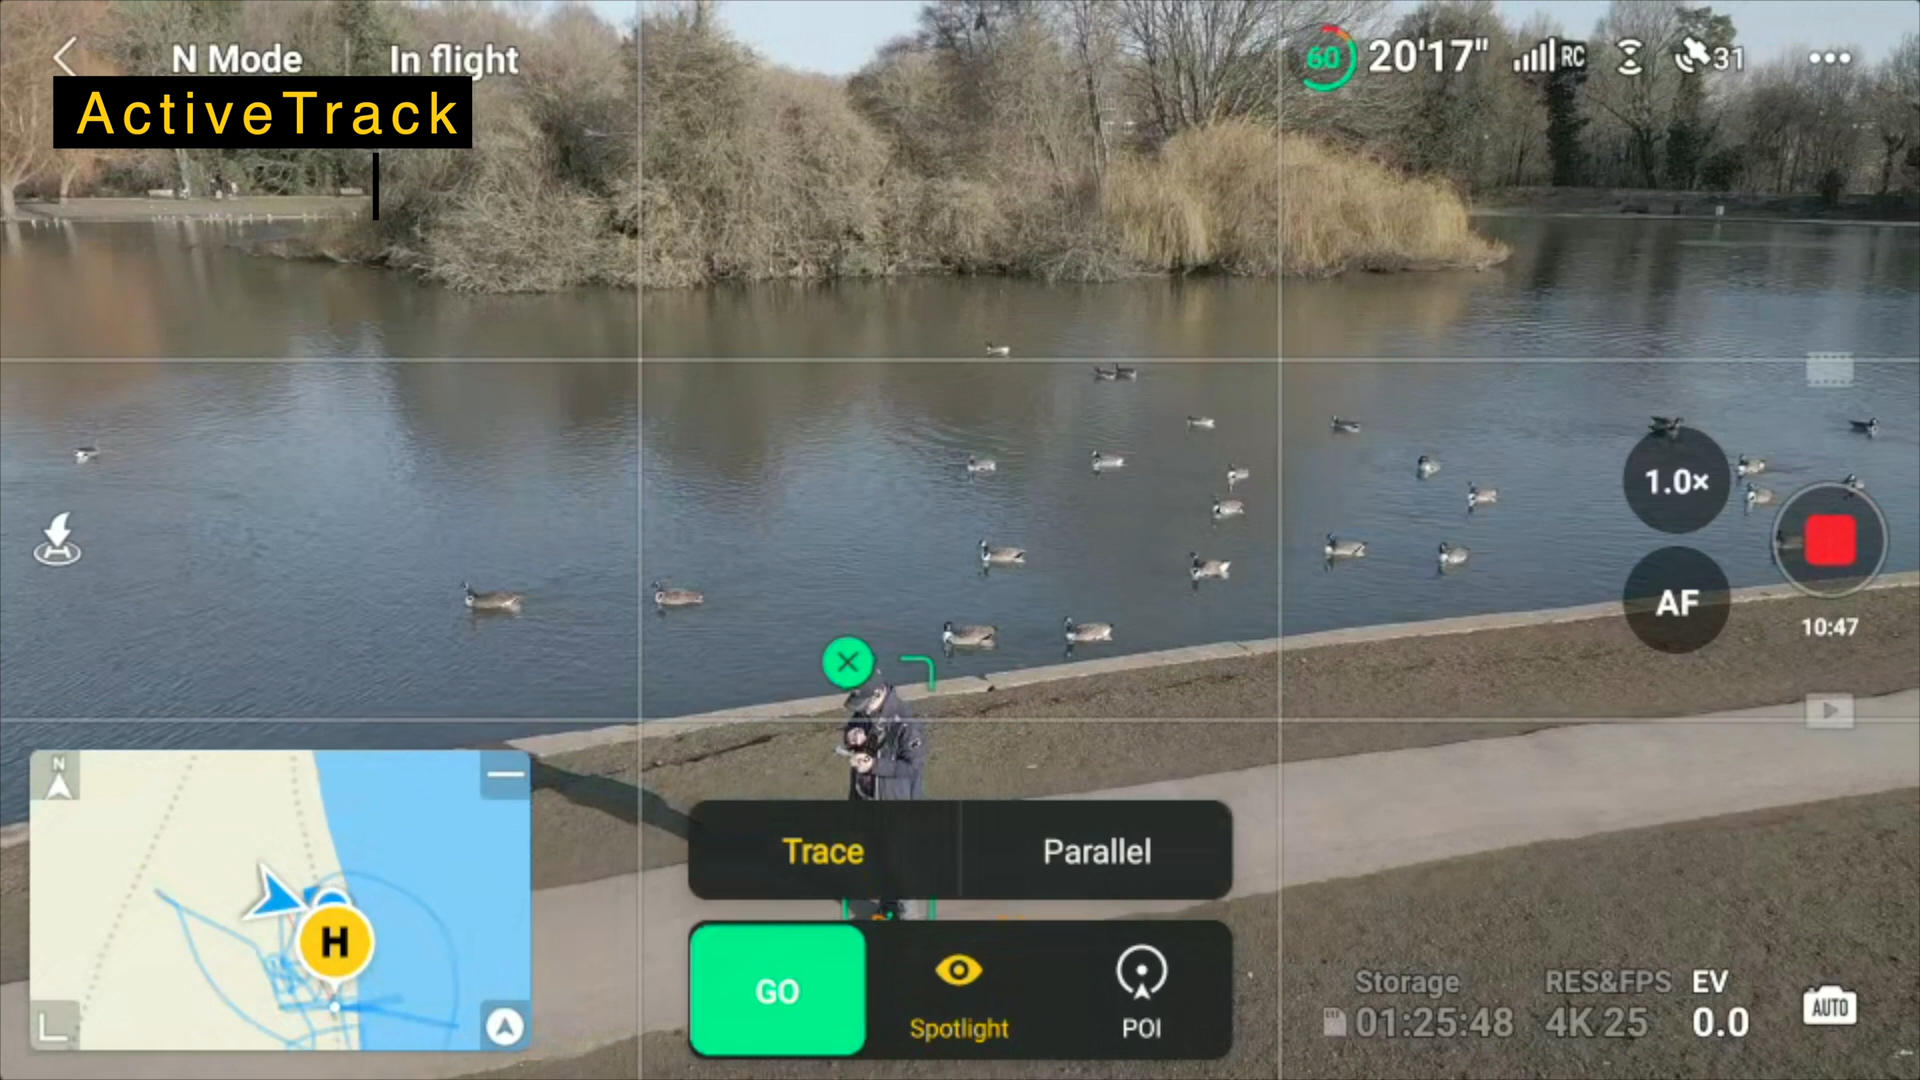 N Mode
In flight
60
20'17"
RC
31
ActiveTrack
1.0×
AF
10:47
N
H
Trace
Parallel
GO
Spotlight
POI
Storage
01:25:48
RES&FPS
4K 25
EV
0.0
AUTO